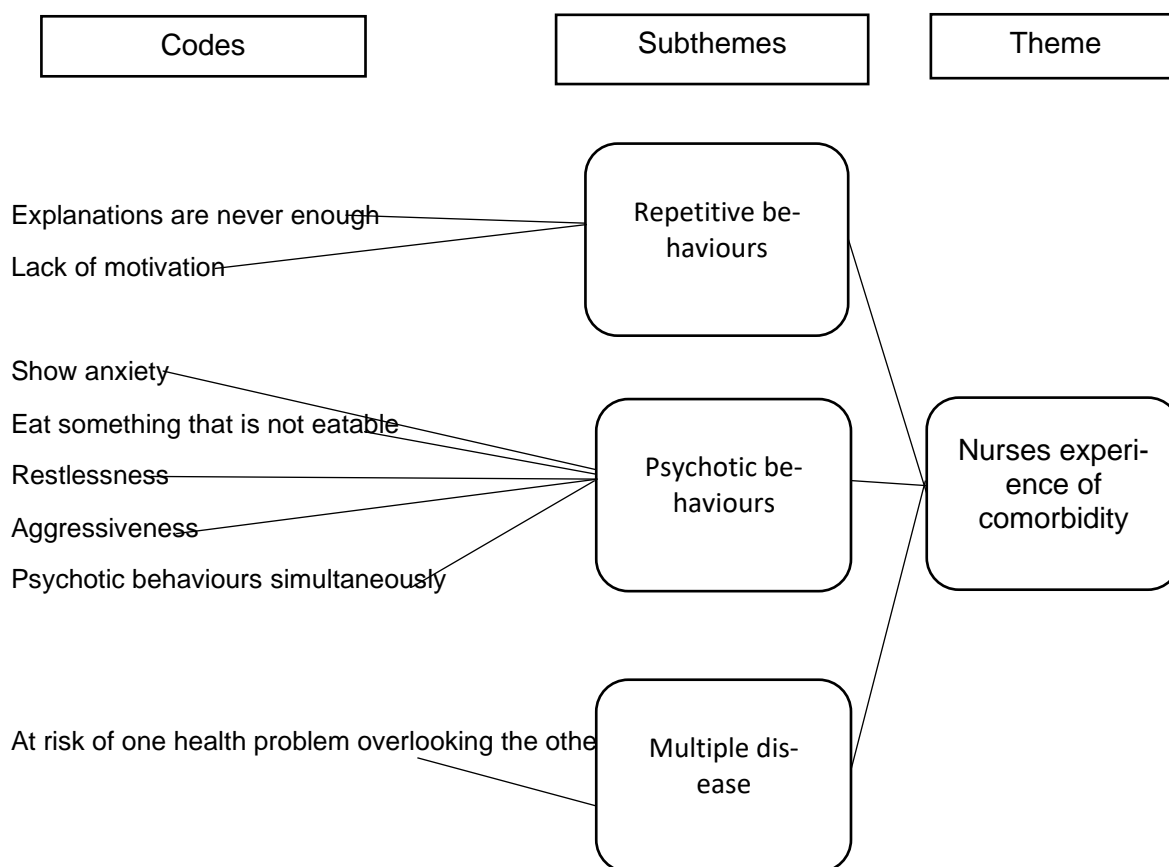 Codes
Subthemes
Theme
Explanations are never enough
Lack of motivation
Repetitive be-
haviours
Show anxiety
Eat something that is not eatable
Restlessness
Aggressiveness
Psychotic behaviours simultaneously
Psychotic be-
haviours
Nurses experi-
ence of
comorbidity
At risk of one health problem overlooking the othe
Multiple dis-
ease